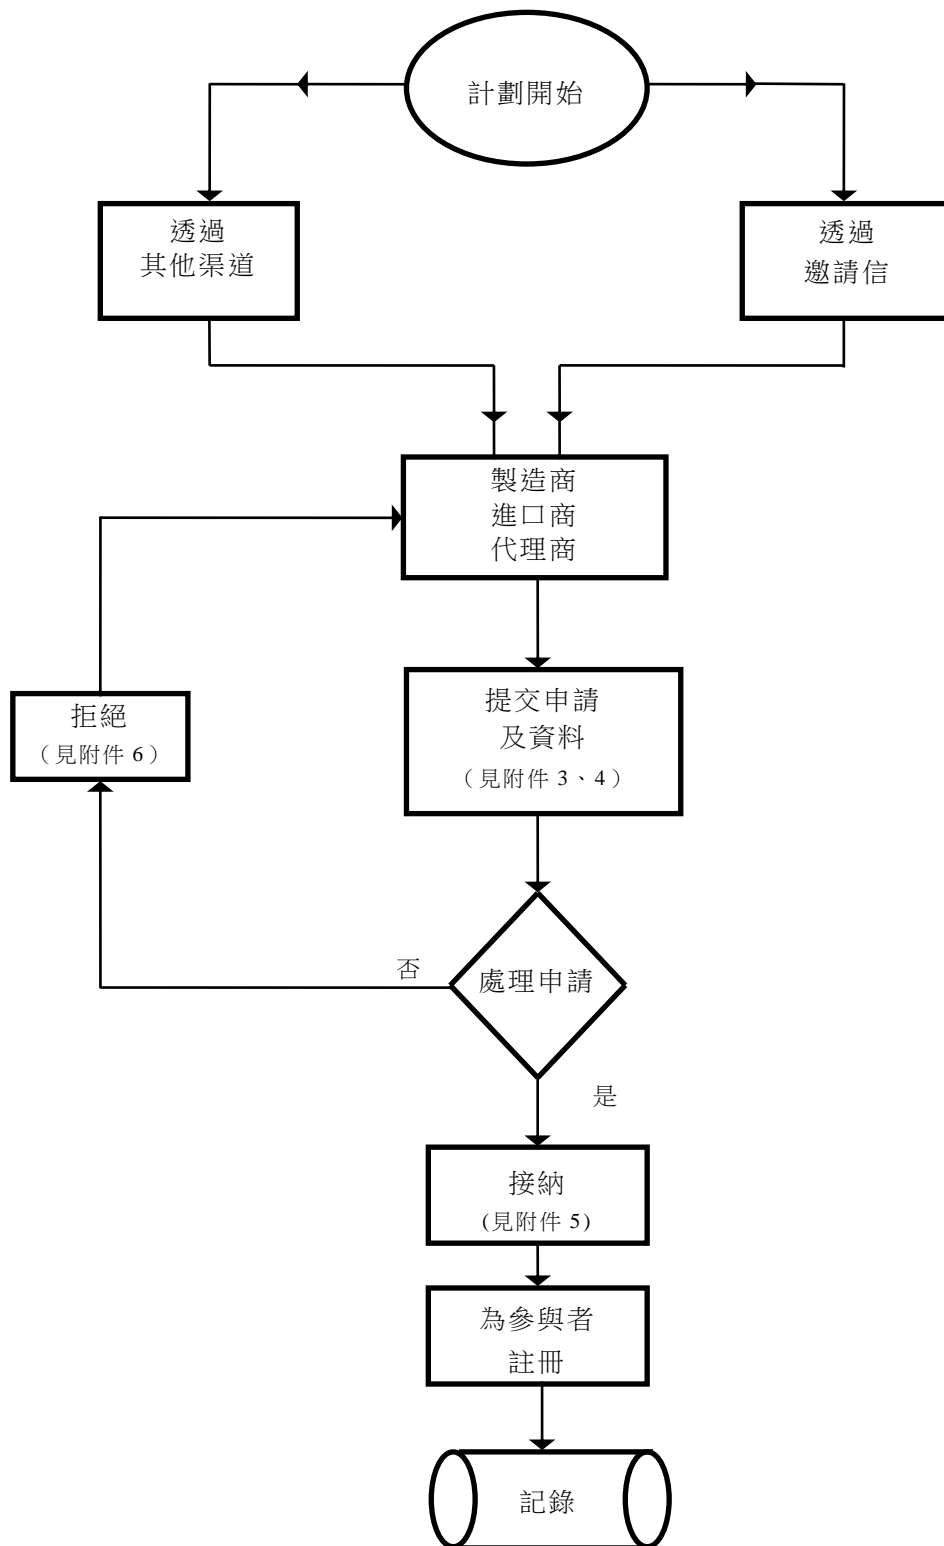 計劃開始
透過
其他渠道
透過
邀請信
製造商
進口商
代理商
提交申請
及資料
（見附件 3、4）
拒絕
（見附件 6）
否
處理申請
是
接納
(見附件 5)
為參與者
註冊
記錄